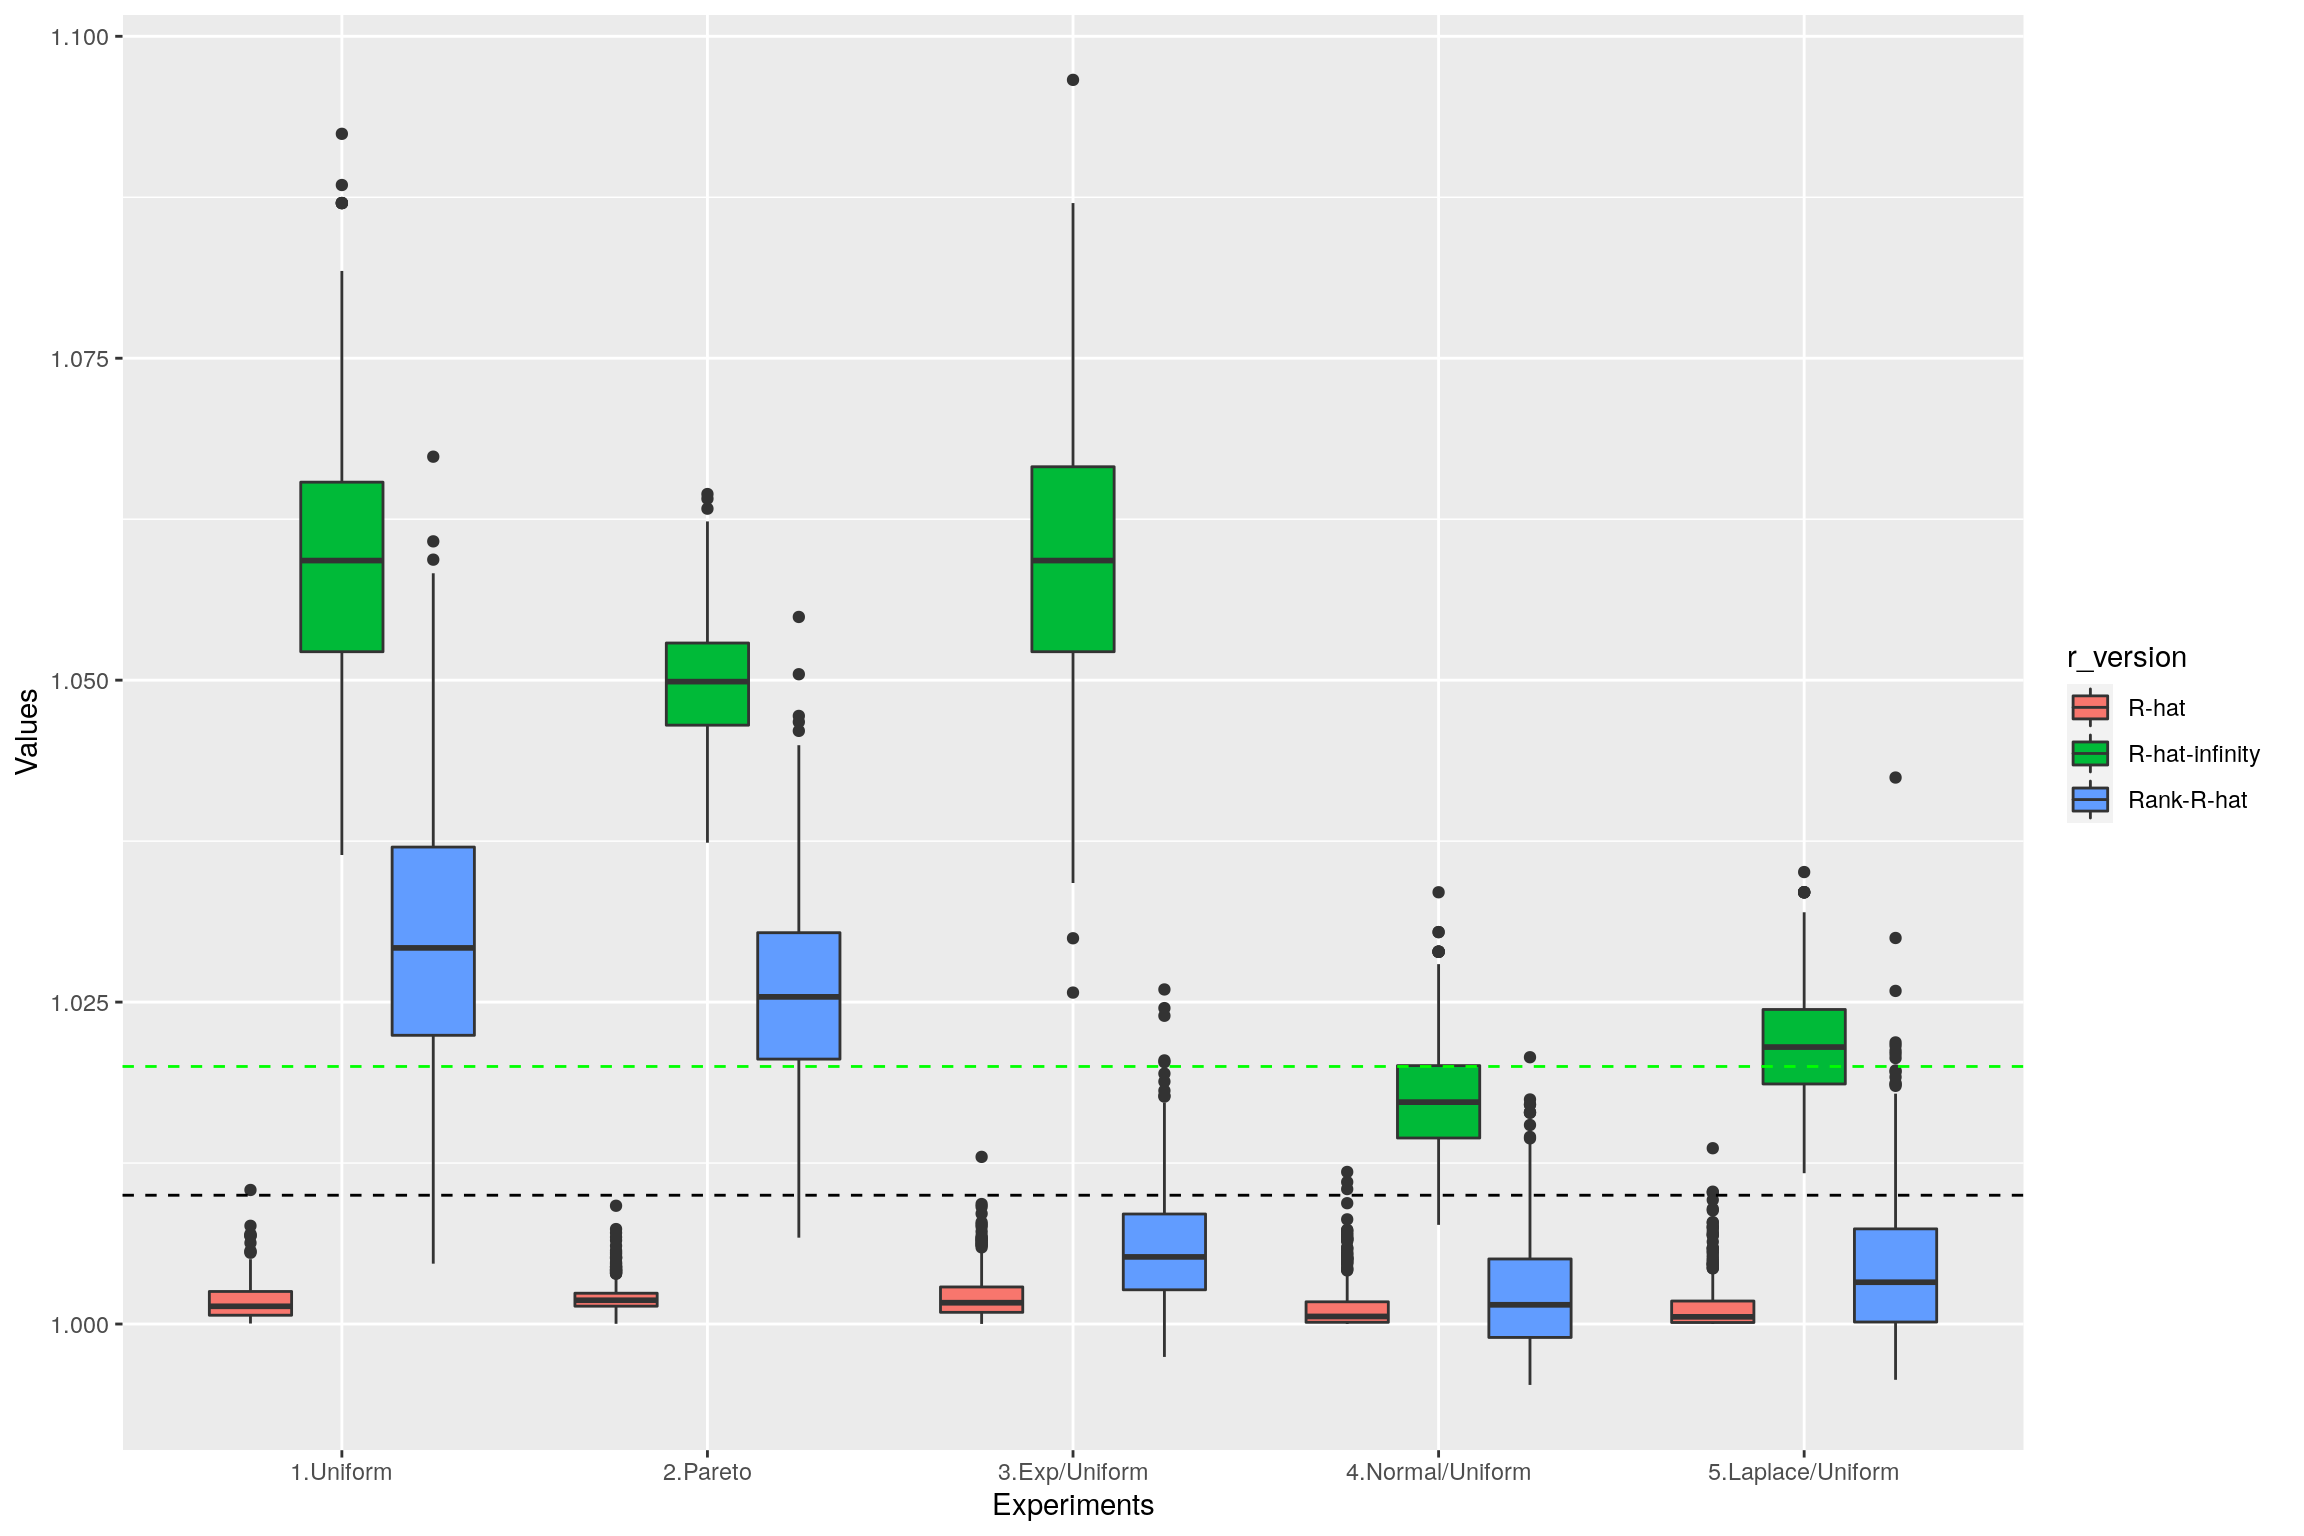 1.100
1.075
1.050
1.025
1.000
Values
1.Uniform
2.Pareto
3.Exp/Uniform
4.Normal/Uniform
5.Laplace/Uniform
Experiments
r_version
R-hat
R-hat-infinity
Rank-R-hat